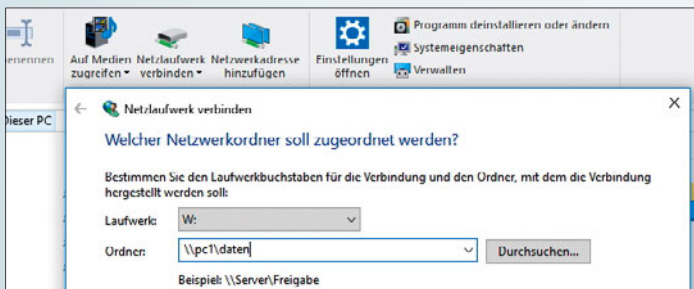 Auf Medien zugreifen
Netzlaufwerk verbinden
Netzwerkadresse hinzufügen
Einstellungen öffnen
Programm deinstallieren oder ändern
Systemeigenschaften
Verwalten
Dieser PC
Netzlaufwerk verbinden
Welcher Netzwerkordner soll zugeordnet werden?
Bestimmen Sie den Laufwerkbuchstaben für die Verbindung und den Ordner, mit dem die Verbindung
hergestellt werden soll:
Laufwerk: W:
Ordner: \\pc1\daten Durchsuchen...
Beispiel: \\Server\Freigabe